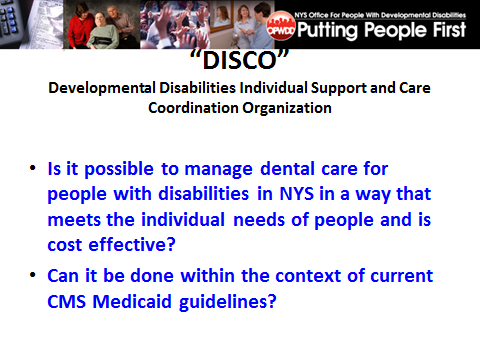 NYS Office For People With Developmental Disabilities
OPWDD
Putting People First
“DISCO”
Developmental Disabilities Individual Support and Care
Coordination Organization
• Is it possible to manage dental care for
people with disabilities in NYS in a way that
meets the individual needs of people and is
cost effective?
• Can it be done within the context of current
CMS Medicaid guidelines?